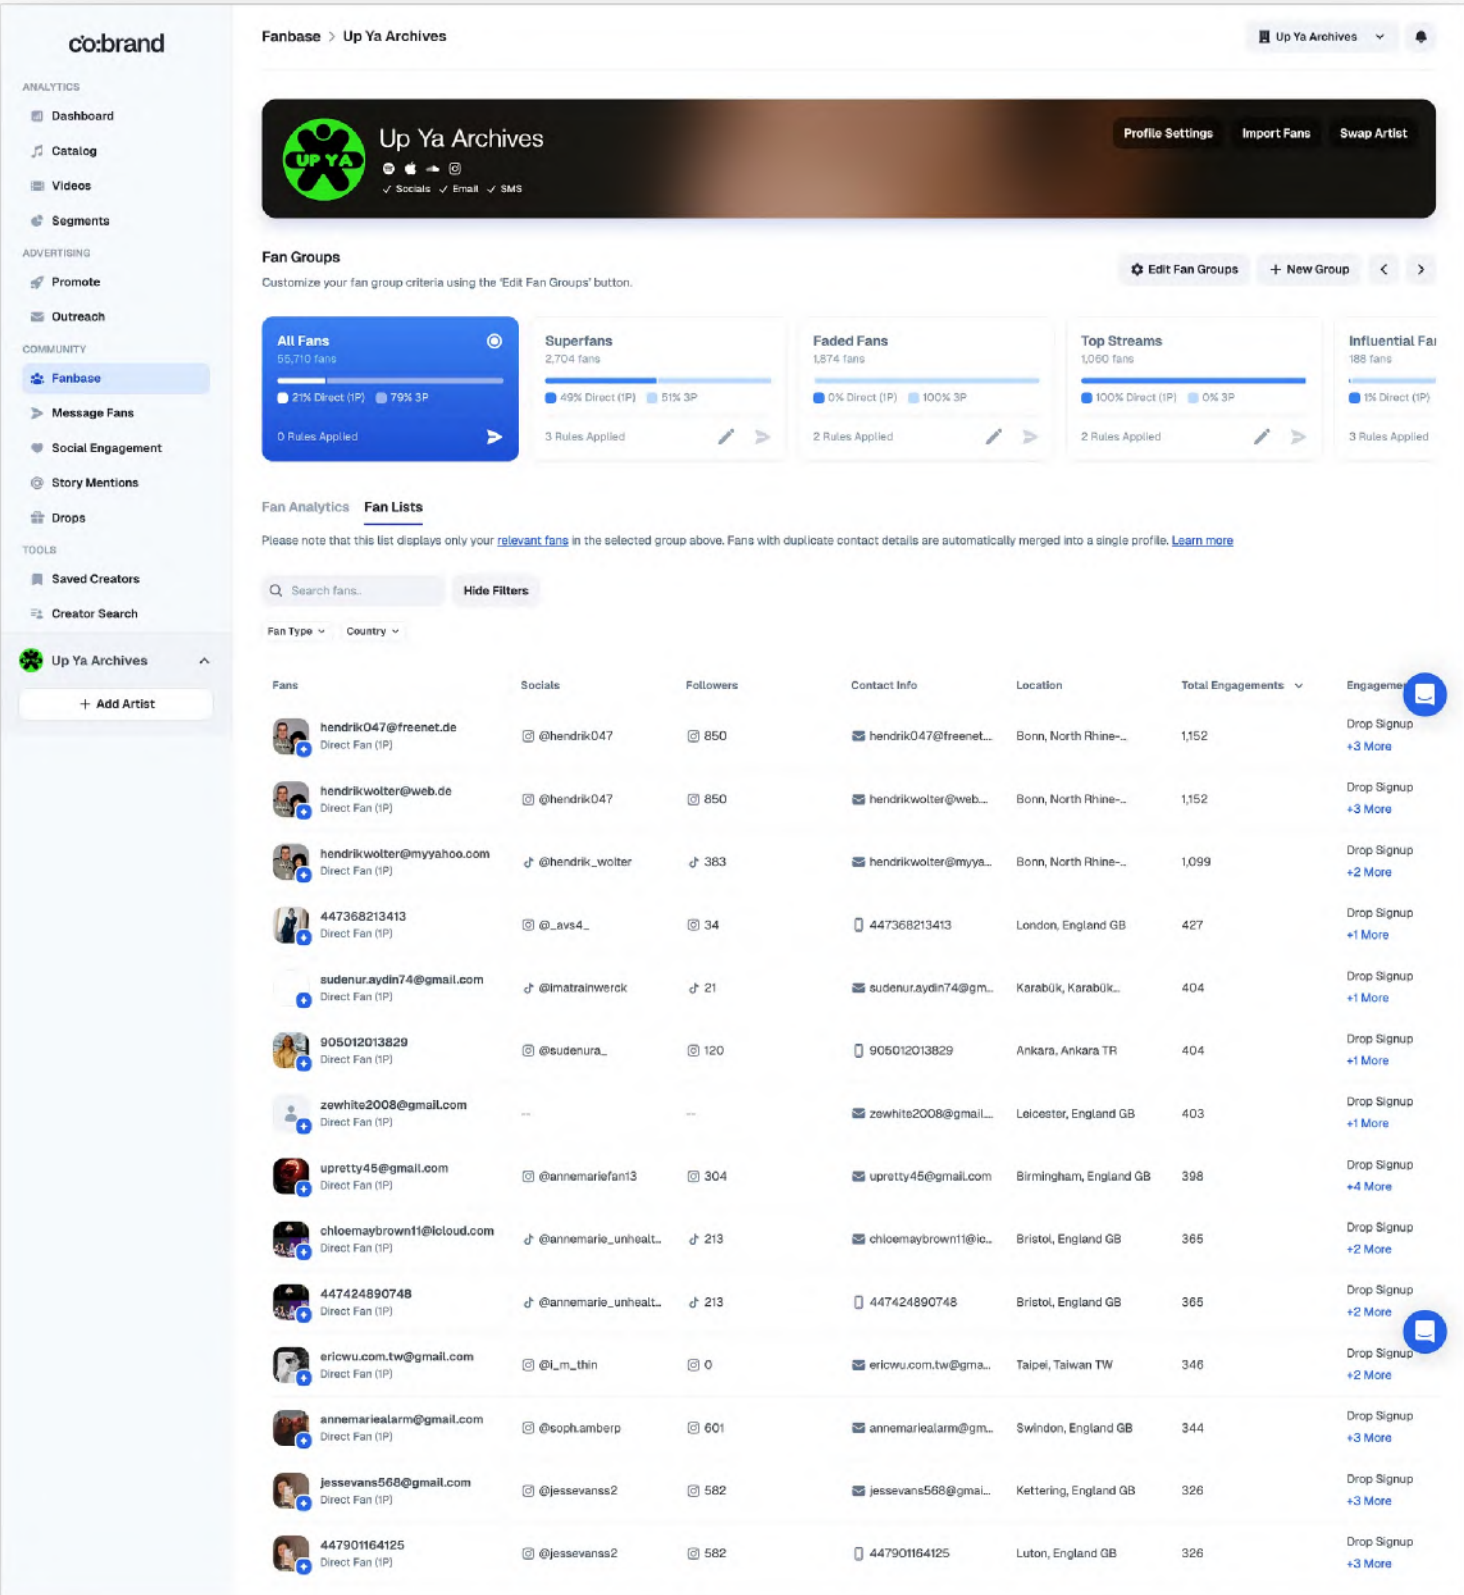 co:brand
ANALYTICS
Dashboard
Catalog
Videos
Segments
ADVERTISING
Promote
Outreach
COMMUNITY
Fanbase
Message Fans
Social Engagement
Story Mentions
Drops
TOOLS
Saved Creators
Creator Search
Up Ya Archives
+ Add Artist
Fanbase > Up Ya Archives
Up Ya Archives
UP YA
Up Ya Archives
✓ Socials ✓ Email ✓ SMS
Profile Settings Import Fans Swap Artist
Fan Groups
Customize your fan group criteria using the 'Edit Fan Groups' button.
Edit Fan Groups + New Group < >
All Fans
55,710 fans
21% Direct (1P) 79% 3P
0 Rules Applied
Superfans
2,704 fans
49% Direct (1P) 51% 3P
3 Rules Applied
Faded Fans
1,874 fans
0% Direct (1P) 100% 3P
2 Rules Applied
Top Streams
1,060 fans
100% Direct (1P) 0% 3P
2 Rules Applied
Influential Fa
188 fans
1% Direct (1P)
3 Rules Applied
Fan Analytics Fan Lists
Please note that this list displays only your relevant fans in the selected group above. Fans with duplicate contact details are automatically merged into a single profile. Learn more
Search fans..
Hide Filters
Fan Type Country
Fans Socials Followers Contact Info Location Total Engagements Engageme
hendrik047@freenet.de
Direct Fan (1P)
@hendrik047 850 hendrik047@freenet... Bonn, North Rhine-... 1,152
Drop Signup
+3 More
hendrikwolter@web.de
Direct Fan (1P)
@hendrik047 850 hendrikwolter@web.... Bonn, North Rhine-... 1,152
Drop Signup
+3 More
hendrikwolter@myyahoo.com
Direct Fan (1P)
@hendrik_wolter 383 hendrikwolter@myya... Bonn, North Rhine-... 1,099
Drop Signup
+2 More
447368213413
Direct Fan (1P)
@_avs4_ 34 447368213413 London, England GB 427
Drop Signup
+1 More
sudenur.aydin74@gmail.com
Direct Fan (1P)
@imatrainwerck 21 sudenur.aydin74@gm... Karabük, Karabük... 404
Drop Signup
+1 More
905012013829
Direct Fan (1P)
@sudenura_ 120 905012013829 Ankara, Ankara TR 404
Drop Signup
+1 More
zewhite2008@gmail.com
Direct Fan (1P)
-- -- zewhite2008@gmail.... Leicester, England GB 403
Drop Signup
+1 More
upretty45@gmail.com
Direct Fan (1P)
@annemariefan13 304 upretty45@gmail.com Birmingham, England GB 398
Drop Signup
+4 More
chloemaybrown11@icloud.com
Direct Fan (1P)
@annemarie_unhealt... 213 chloemaybrown11@ic... Bristol, England GB 365
Drop Signup
+2 More
447424890748
Direct Fan (1P)
@annemarie_unhealt... 213 447424890748 Bristol, England GB 365
Drop Signup
+2 More
ericwu.com.tw@gmail.com
Direct Fan (1P)
@i_m_thin 0 ericwu.com.tw@gma... Taipei, Taiwan TW 346
Drop Signup
+2 More
annemariealarm@gmail.com
Direct Fan (1P)
@soph.amberp 601 annemariealarm@gm... Swindon, England GB 344
Drop Signup
+3 More
jessevans568@gmail.com
Direct Fan (1P)
@jessevanss2 582 jessevans568@gmai... Kettering, England GB 326
Drop Signup
+3 More
447901164125
Direct Fan (1P)
@jessevanss2 582 447901164125 Luton, England GB 326
Drop Signup
+3 More